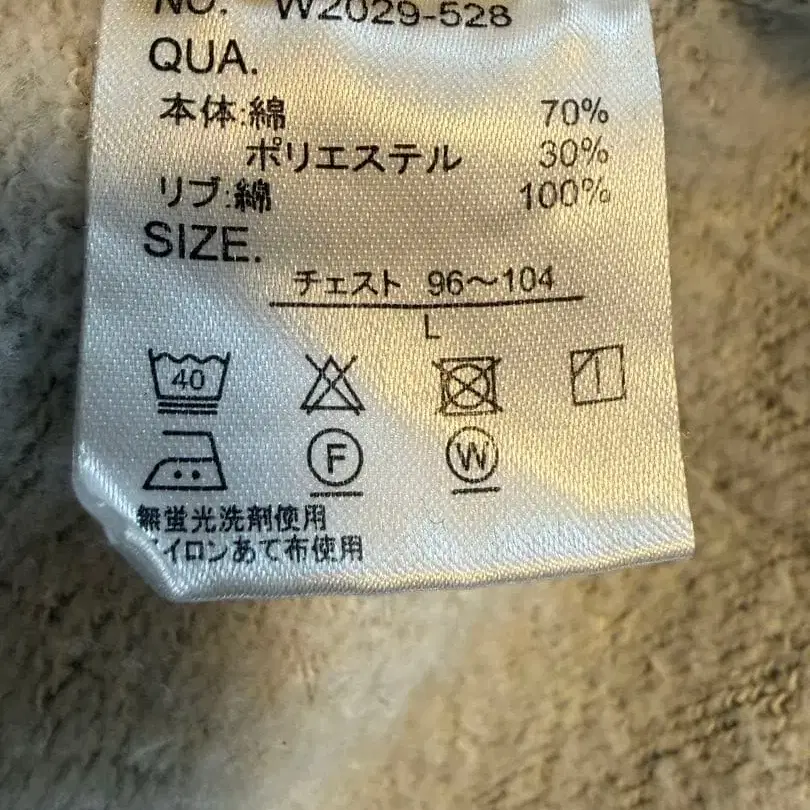 NO. W2029-528
QUA.
本体:綿 70%
ポリエステル 30%
リブ:綿 100%
SIZE.
チェスト 96〜104
L
40
F W
無蛍光洗剤使用
アイロンあて布使用